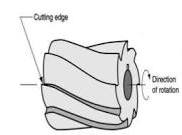 Cutting edge
Direction
of rotation